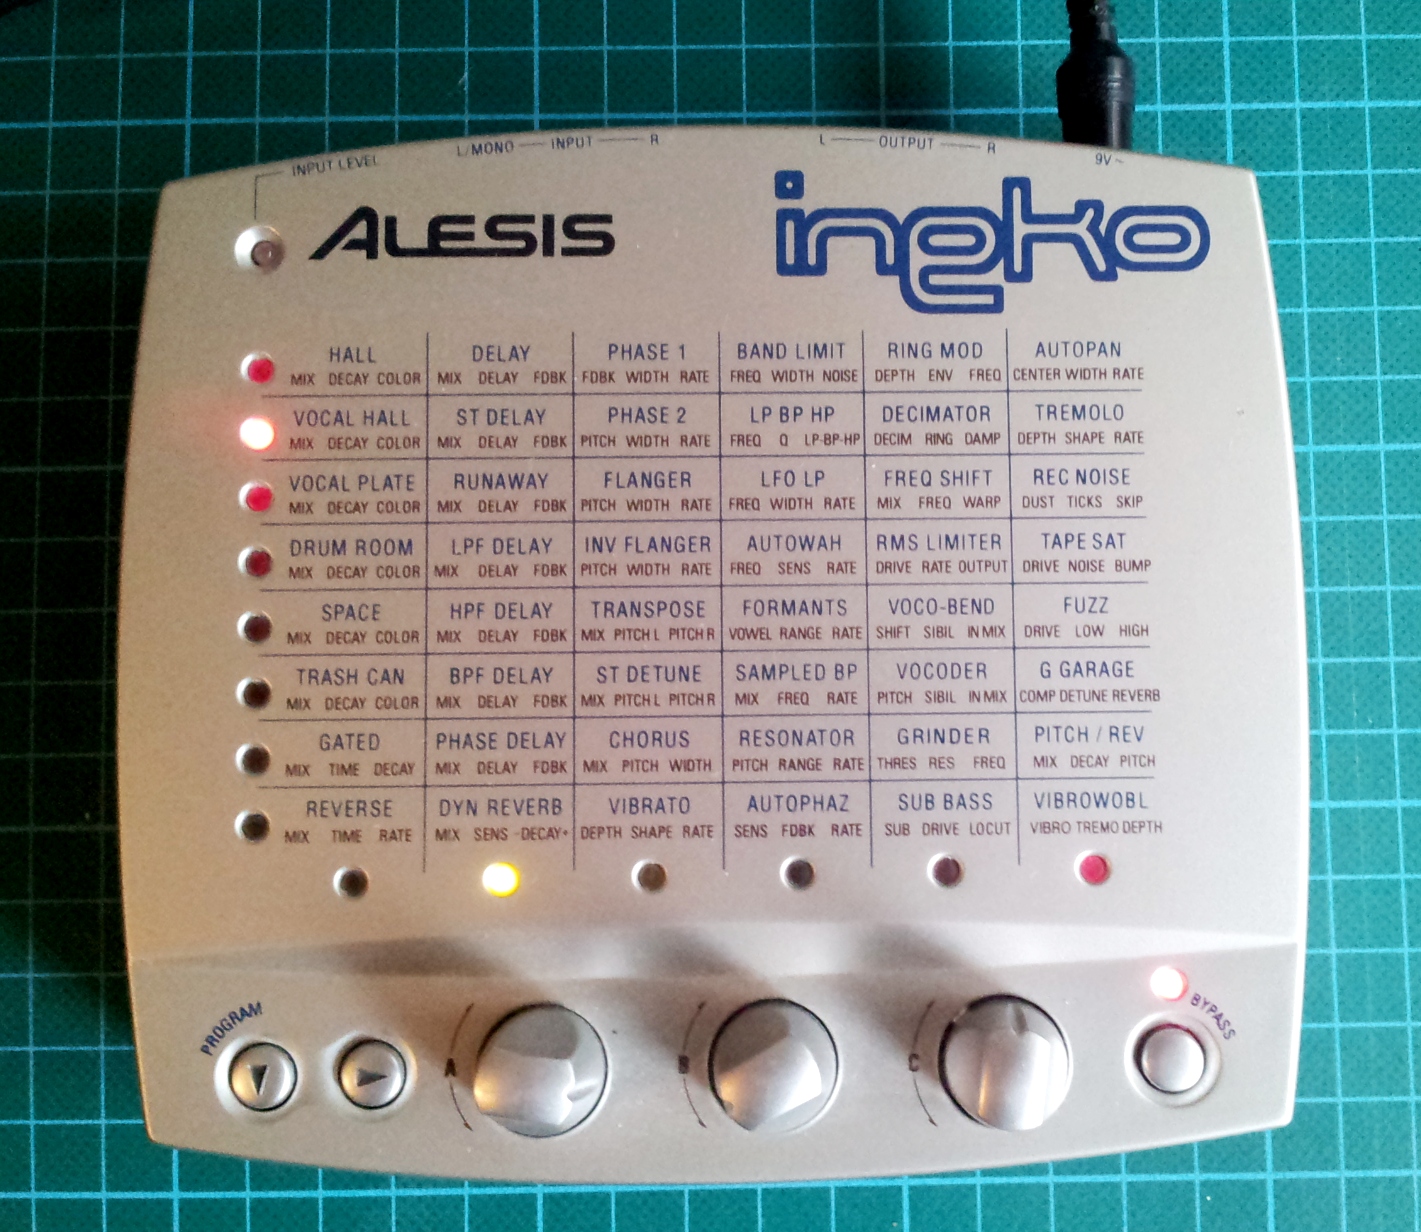 INPUT LEVEL
L/MONO INPUT R
L OUTPUT R
9V~
ALESIS
ineko
HALL DELAY PHASE 1 BAND LIMIT RING MOD AUTOPAN
MIX DECAY COLOR MIX DELAY FDBK FDBK WIDTH RATE FREQ WIDTH NOISE DEPTH ENV FREQ CENTER WIDTH RATE
VOCAL HALL ST DELAY PHASE 2 LP BP HP DECIMATOR TREMOLO
MIX DECAY COLOR MIX DELAY FDBK PITCH WIDTH RATE FREQ Q LP-BP-HP DECIM RING DAMP DEPTH SHAPE RATE
VOCAL PLATE RUNAWAY FLANGER LFO LP FREQ SHIFT REC NOISE
MIX DECAY COLOR MIX DELAY FDBK PITCH WIDTH RATE FREQ WIDTH RATE MIX FREQ WARP DUST TICKS SKIP
DRUM ROOM LPF DELAY INV FLANGER AUTOWAH RMS LIMITER TAPE SAT
MIX DECAY COLOR MIX DELAY FDBK PITCH WIDTH RATE FREQ SENS RATE DRIVE RATE OUTPUT DRIVE NOISE BUMP
SPACE HPF DELAY TRANSPOSE FORMANTS VOCO-BEND FUZZ
MIX DECAY COLOR MIX DELAY FDBK MIX PITCH L PITCH R VOWEL RANGE RATE SHIFT SIBIL IN MIX DRIVE LOW HIGH
TRASH CAN BPF DELAY ST DETUNE SAMPLED BP VOCODER G GARAGE
MIX DECAY COLOR MIX DELAY FDBK MIX PITCH L PITCH R MIX FREQ RATE PITCH SIBIL IN MIX COMP DETUNE REVERB
GATED PHASE DELAY CHORUS RESONATOR GRINDER PITCH / REV
MIX TIME DECAY MIX DELAY FDBK MIX PITCH WIDTH PITCH RANGE RATE THRES RES FREQ MIX DECAY PITCH
REVERSE DYN REVERB VIBRATO AUTOPHAZ SUB BASS VIBROWOBL
MIX TIME RATE MIX SENS -DECAY+ DEPTH SHAPE RATE SENS FDBK RATE SUB DRIVE LOCUT VIBRO TREMO DEPTH
PROGRAM
A
B
C
BYPASS